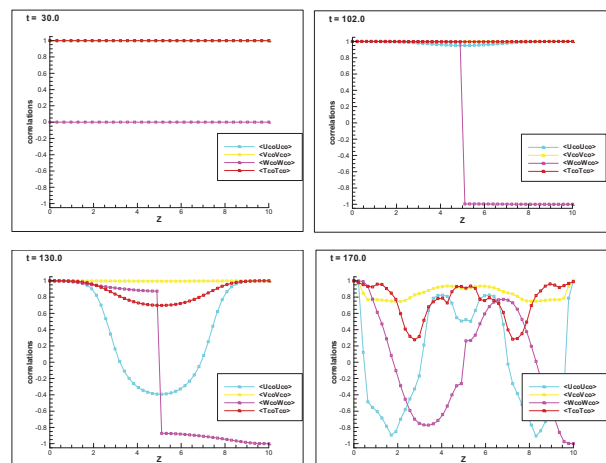 t = 30.0
1
0.8
0.6
0.4
0.2
0
-0.2
-0.4
-0.6
-0.8
-1
correlations
0 2 4 6 8 10
Z
<UcoUco>
<VcoVco>
<WcoWco>
<TcoTco>
t = 102.0
1
0.8
0.6
0.4
0.2
0
-0.2
-0.4
-0.6
-0.8
-1
correlations
0 2 4 6 8 10
Z
<UcoUco>
<VcoVco>
<WcoWco>
<TcoTco>
t = 130.0
1
0.8
0.6
0.4
0.2
0
-0.2
-0.4
-0.6
-0.8
-1
correlations
0 2 4 6 8 10
Z
<UcoUco>
<VcoVco>
<WcoWco>
<TcoTco>
t = 170.0
1
0.8
0.6
0.4
0.2
0
-0.2
-0.4
-0.6
-0.8
-1
correlations
0 2 4 6 8 10
Z
<UcoUco>
<VcoVco>
<WcoWco>
<TcoTco>